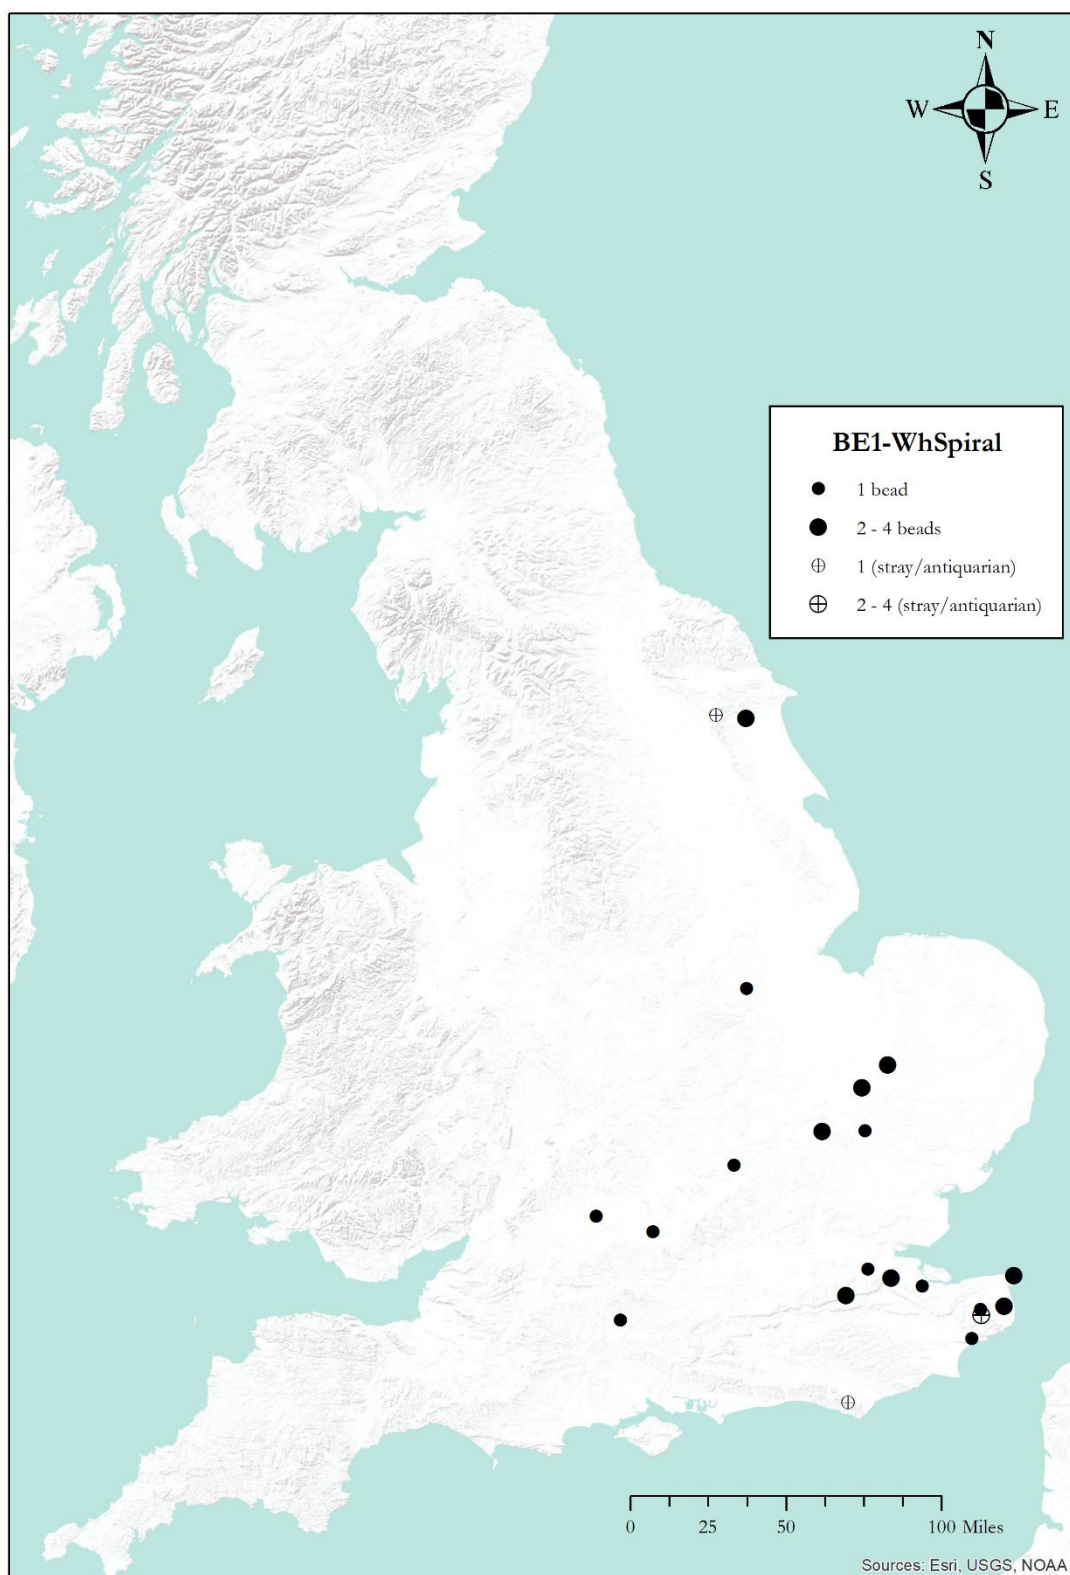 N
W E
S
BE1-WhSpiral
1 bead
2 - 4 beads
1 (stray/antiquarian)
2 - 4 (stray/antiquarian)
0 25 50 100 Miles
Sources: Esri, USGS, NOAA